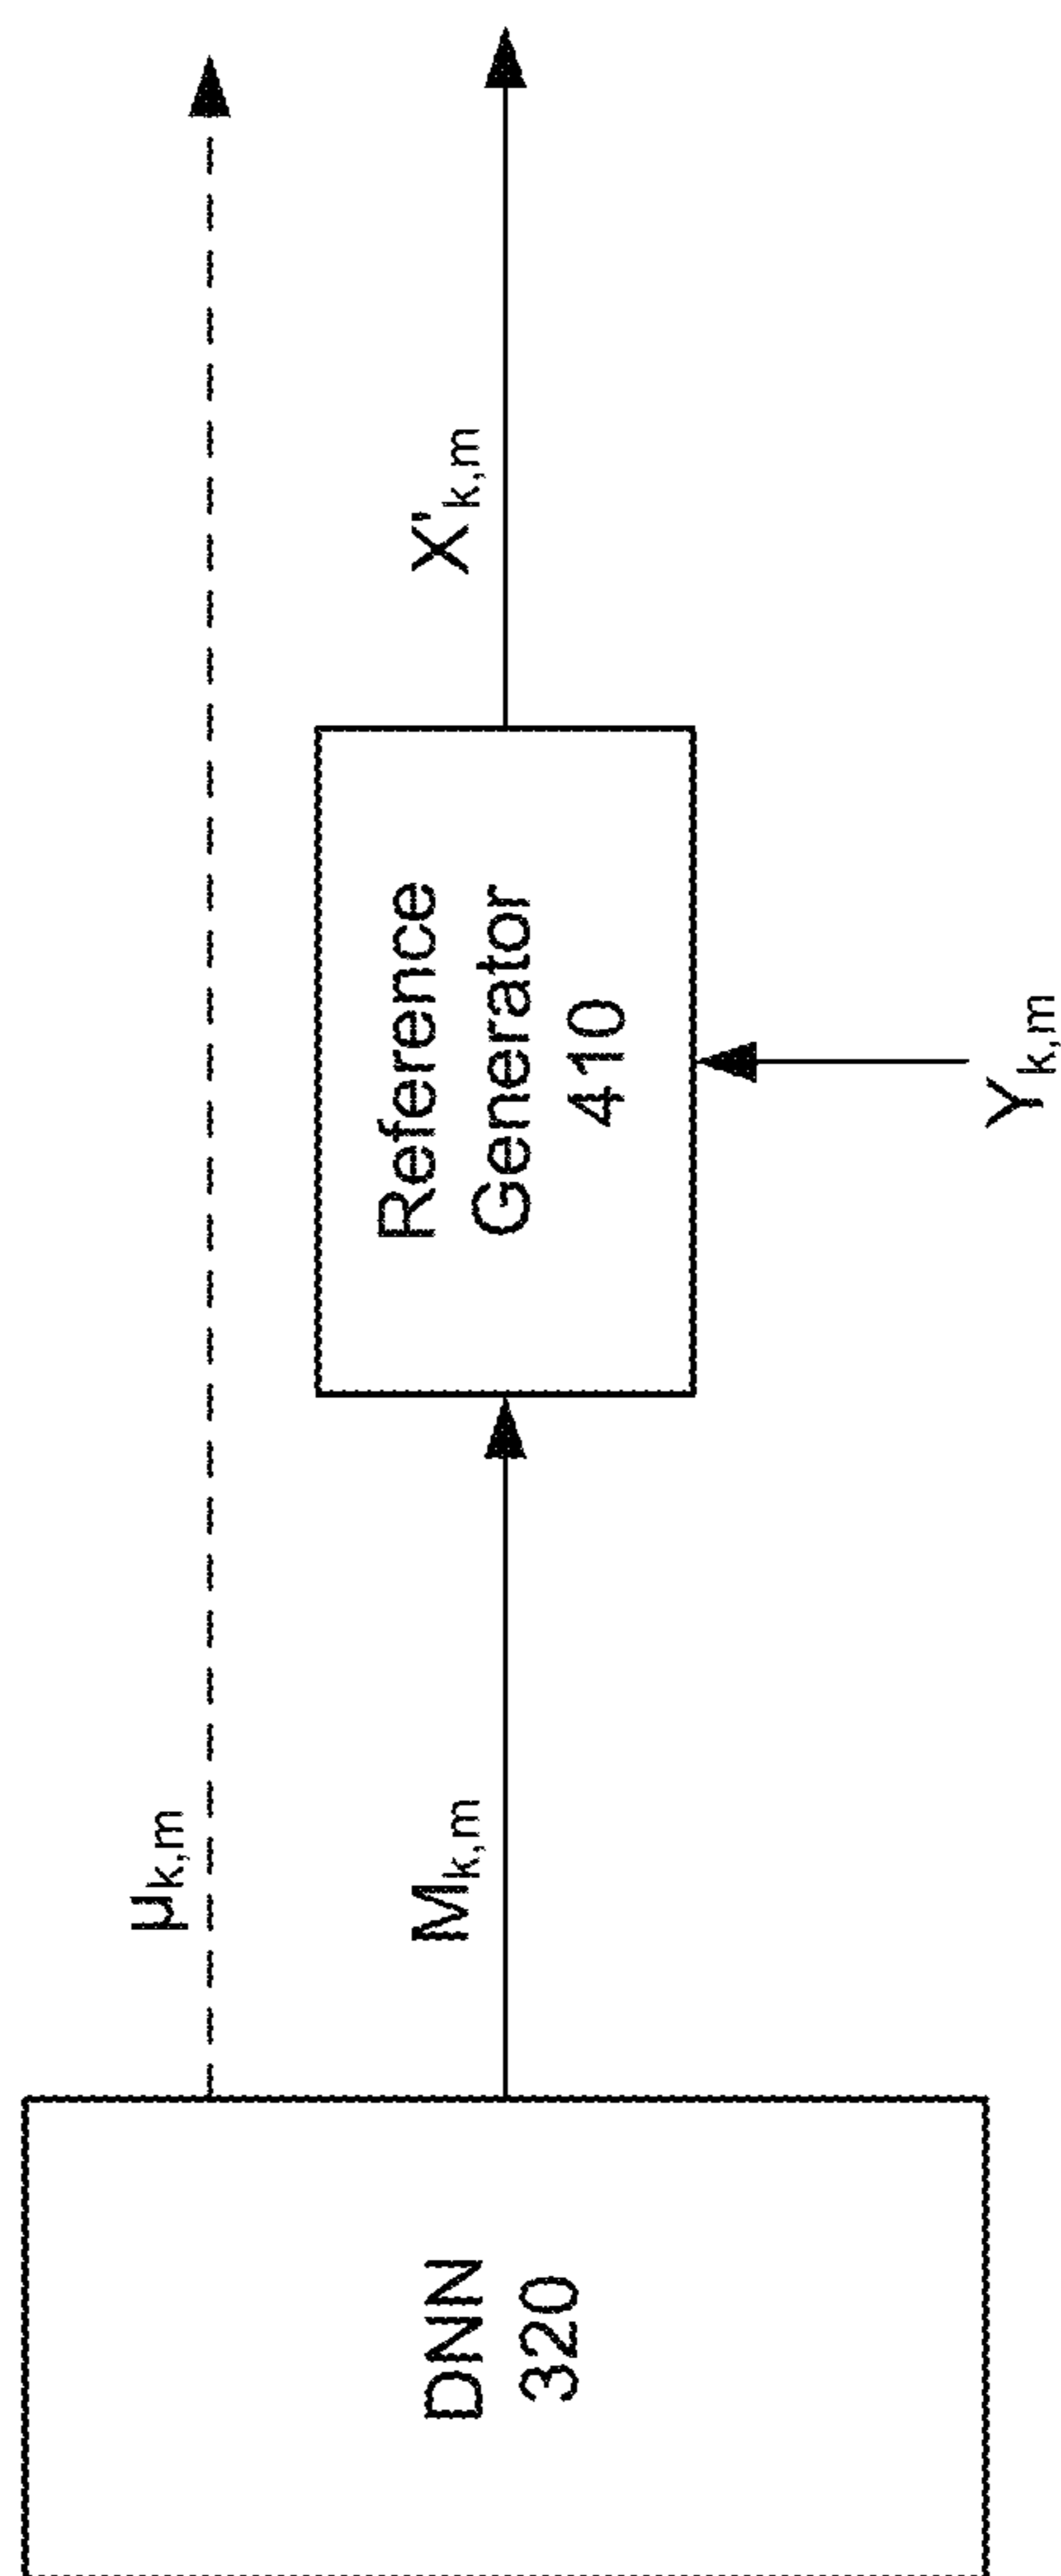 DNN
320
μk,m
Mk,m
Reference
Generator
410
Yk,m
X'k,m